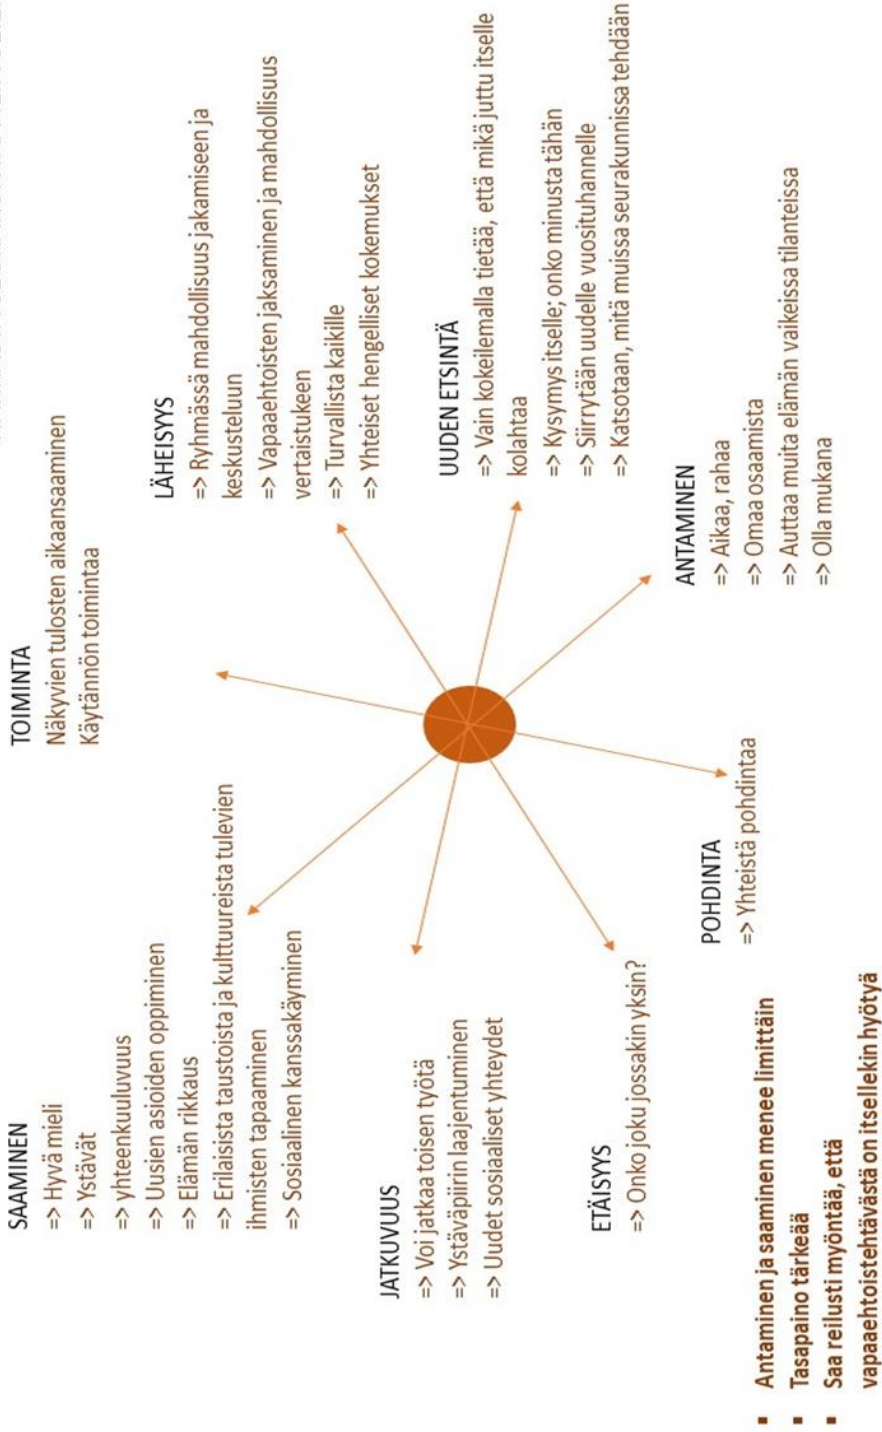 TOIMINTA
Näkyvien tulosten aikaansaaminen
Käytännön toimintaa
SAAMINEN
=> Hyvä mieli
=> Ystävät
=> yhteenkuuluvuus
=> Uusien asioiden oppiminen
=> Elämän rikkaus
=> Erilaisista taustoista ja kulttuureista tulevien
ihmisten tapaaminen
=> Sosiaalinen kanssakäyminen
LÄHEISYYS
=> Ryhmässä mahdollisuus jakamiseen ja
keskusteluun
=> Vapaaehtoisten jaksaminen ja mahdollisuus
vertaistukeen
=> Turvallista kaikille
=> Yhteiset hengelliset kokemukset
JATKUVUUS
=> Voi jatkaa toisen työtä
=> Ystäväpiirin laajentuminen
=> Uudet sosiaaliset yhteydet
UUDEN ETSINTÄ
=> Vain kokeilemalla tietää, että mikä juttu itselle
kolahtaa
=> Kysymys itselle; onko minusta tähän
=> Siirrytään uudelle vuosituhannelle
=> Katsotaan, mitä muissa seurakunnissa tehdään
ETÄISYYS
=> Onko joku jossakin yksin?
ANTAMINEN
=> Aikaa, rahaa
=> Omaa osaamista
=> Auttaa muita elämän vaikeissa tilanteissa
=> Olla mukana
POHDINTA
=> Yhteistä pohdintaa
▪ Antaminen ja saaminen menee limittäin
▪ Tasapaino tärkeää
▪ Saa reilusti myöntää, että
vapaaehtoistehtävästä on itsellekin hyötyä